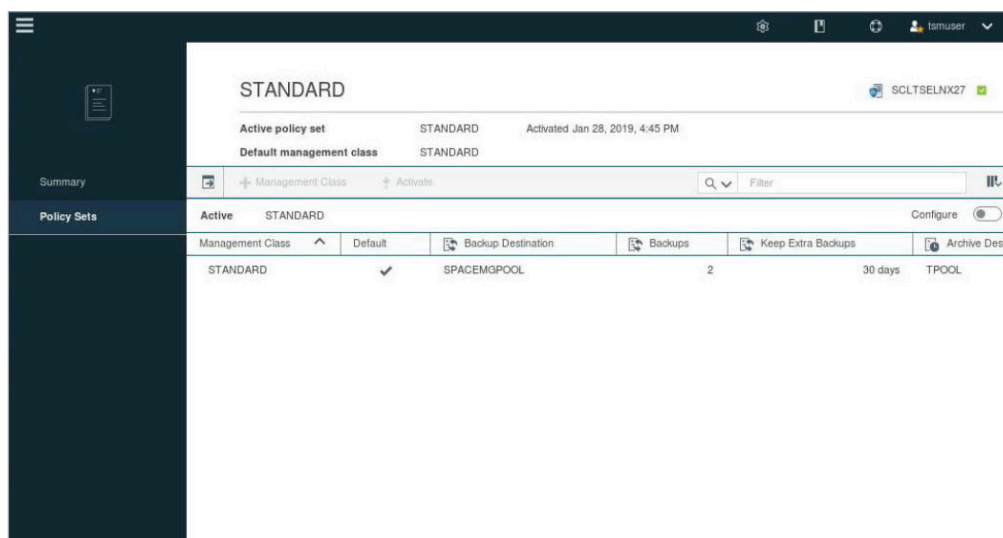 tsmuser
STANDARD
SCLTSELNX27
Active policy set STANDARD Activated Jan 28, 2019, 4:45 PM
Default management class STANDARD
Summary
+ Management Class Activate
Filter
Policy Sets
Active STANDARD
Configure
Management Class Default Backup Destination Backups Keep Extra Backups Archive Des
STANDARD SPACEMGPOOL 2 30 days TPOOL